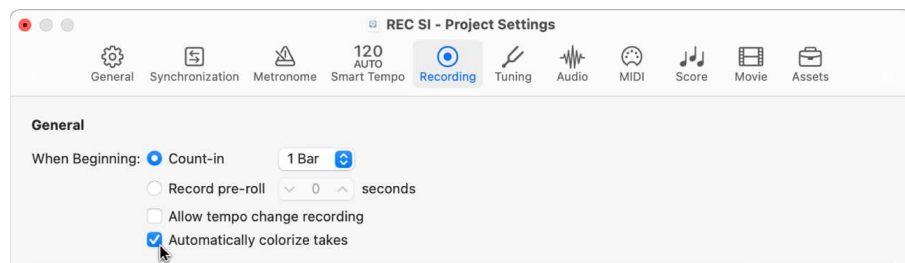 REC SI - Project Settings
120
AUTO
General Synchronization Metronome Smart Tempo Recording Tuning Audio MIDI Score Movie Assets
General
When Beginning: Count-in 1 Bar
Record pre-roll 0 seconds
Allow tempo change recording
Automatically colorize takes